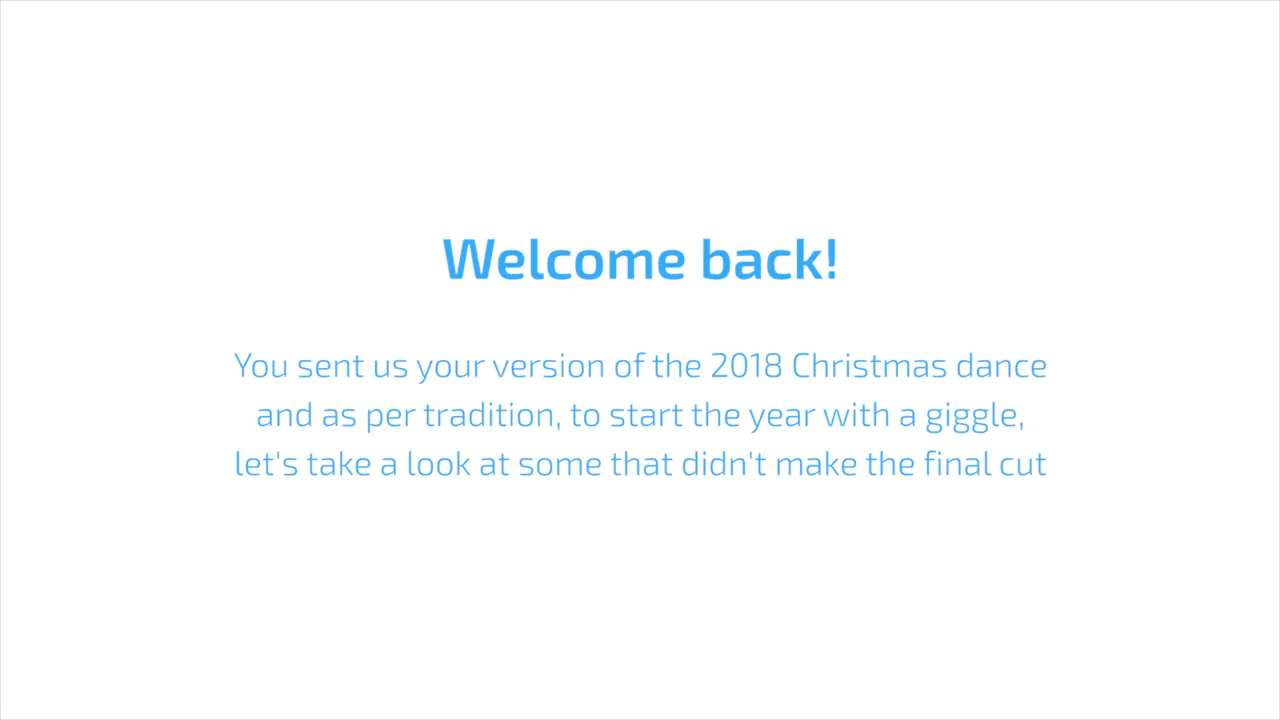 Welcome back!
You sent us your version of the 2018 Christmas dance
and as per tradition, to start the year with a giggle,
let's take a look at some that didn't make the final cut